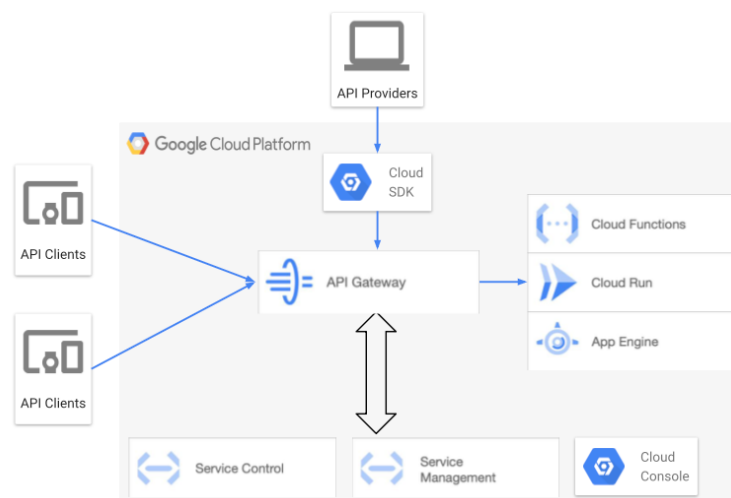 API Providers
Google Cloud Platform
Cloud
SDK
API Clients
Cloud Functions
API Gateway
Cloud Run
App Engine
API Clients
Service Control
Service
Management
Cloud
Console